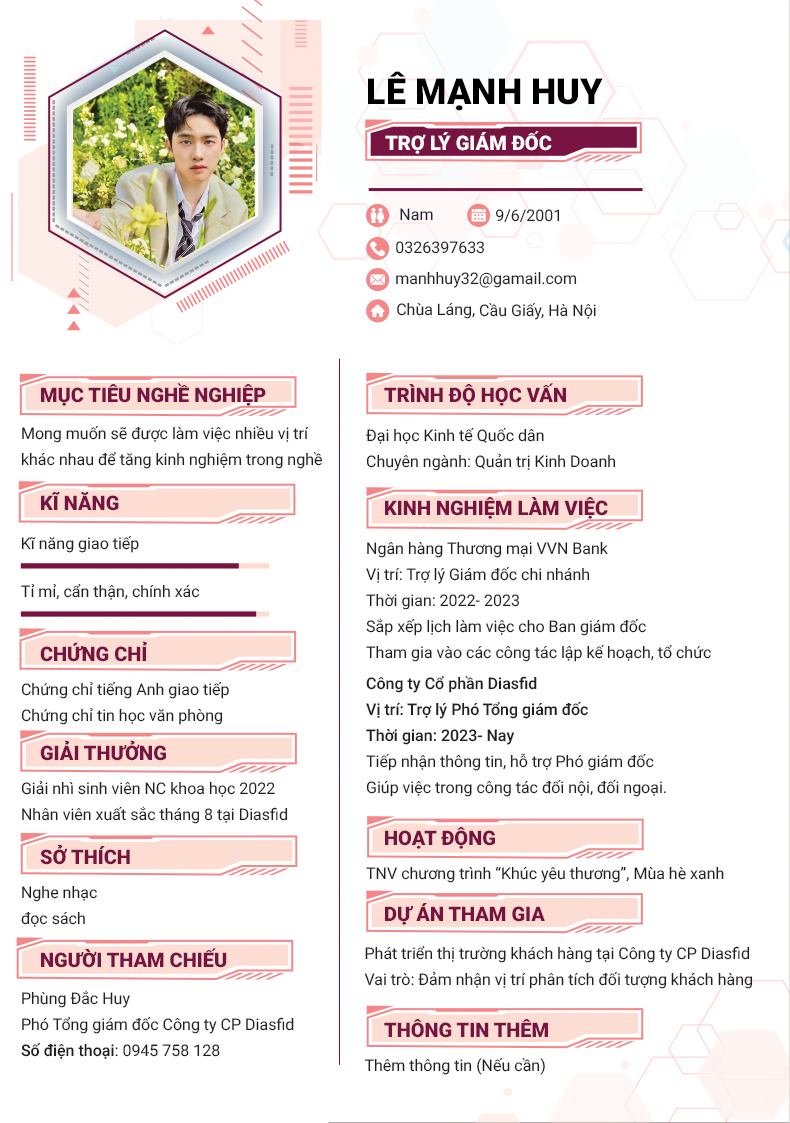 LÊ MẠNH HUY
TRỢ LÝ GIÁM ĐỐC
Nam 9/6/2001
0326397633
manhhuy32@gamail.com
Chùa Láng, Cầu Giấy, Hà Nội
MỤC TIÊU NGHỀ NGHIỆP
Mong muốn sẽ được làm việc nhiều vị trí
khác nhau để tăng kinh nghiệm trong nghề
KĨ NĂNG
Kĩ năng giao tiếp
Tỉ mỉ, cẩn thận, chính xác
CHỨNG CHỈ
Chứng chỉ tiếng Anh giao tiếp
Chứng chỉ tin học văn phòng
GIẢI THƯỞNG
Giải nhì sinh viên NC khoa học 2022
Nhân viên xuất sắc tháng 8 tại Diasfid
SỞ THÍCH
Nghe nhạc
đọc sách
NGƯỜI THAM CHIẾU
Phùng Đắc Huy
Phó Tổng giám đốc Công ty CP Diasfid
Số điện thoại: 0945 758 128
TRÌNH ĐỘ HỌC VẤN
Đại học Kinh tế Quốc dân
Chuyên ngành: Quản trị Kinh Doanh
KINH NGHIỆM LÀM VIỆC
Ngân hàng Thương mại VVN Bank
Vị trí: Trợ lý Giám đốc chi nhánh
Thời gian: 2022- 2023
Sắp xếp lịch làm việc cho Ban giám đốc
Tham gia vào các công tác lập kế hoạch, tổ chức
Công ty Cổ phần Diasfid
Vị trí: Trợ lý Phó Tổng giám đốc
Thời gian: 2023- Nay
Tiếp nhận thông tin, hỗ trợ Phó giám đốc
Giúp việc trong công tác đối nội, đối ngoại.
HOẠT ĐỘNG
TNV chương trình “Khúc yêu thương”, Mùa hè xanh
DỰ ÁN THAM GIA
Phát triển thị trường khách hàng tại Công ty CP Diasfid
Vai trò: Đảm nhận vị trí phân tích đối tượng khách hàng
THÔNG TIN THÊM
Thêm thông tin (Nếu cần)